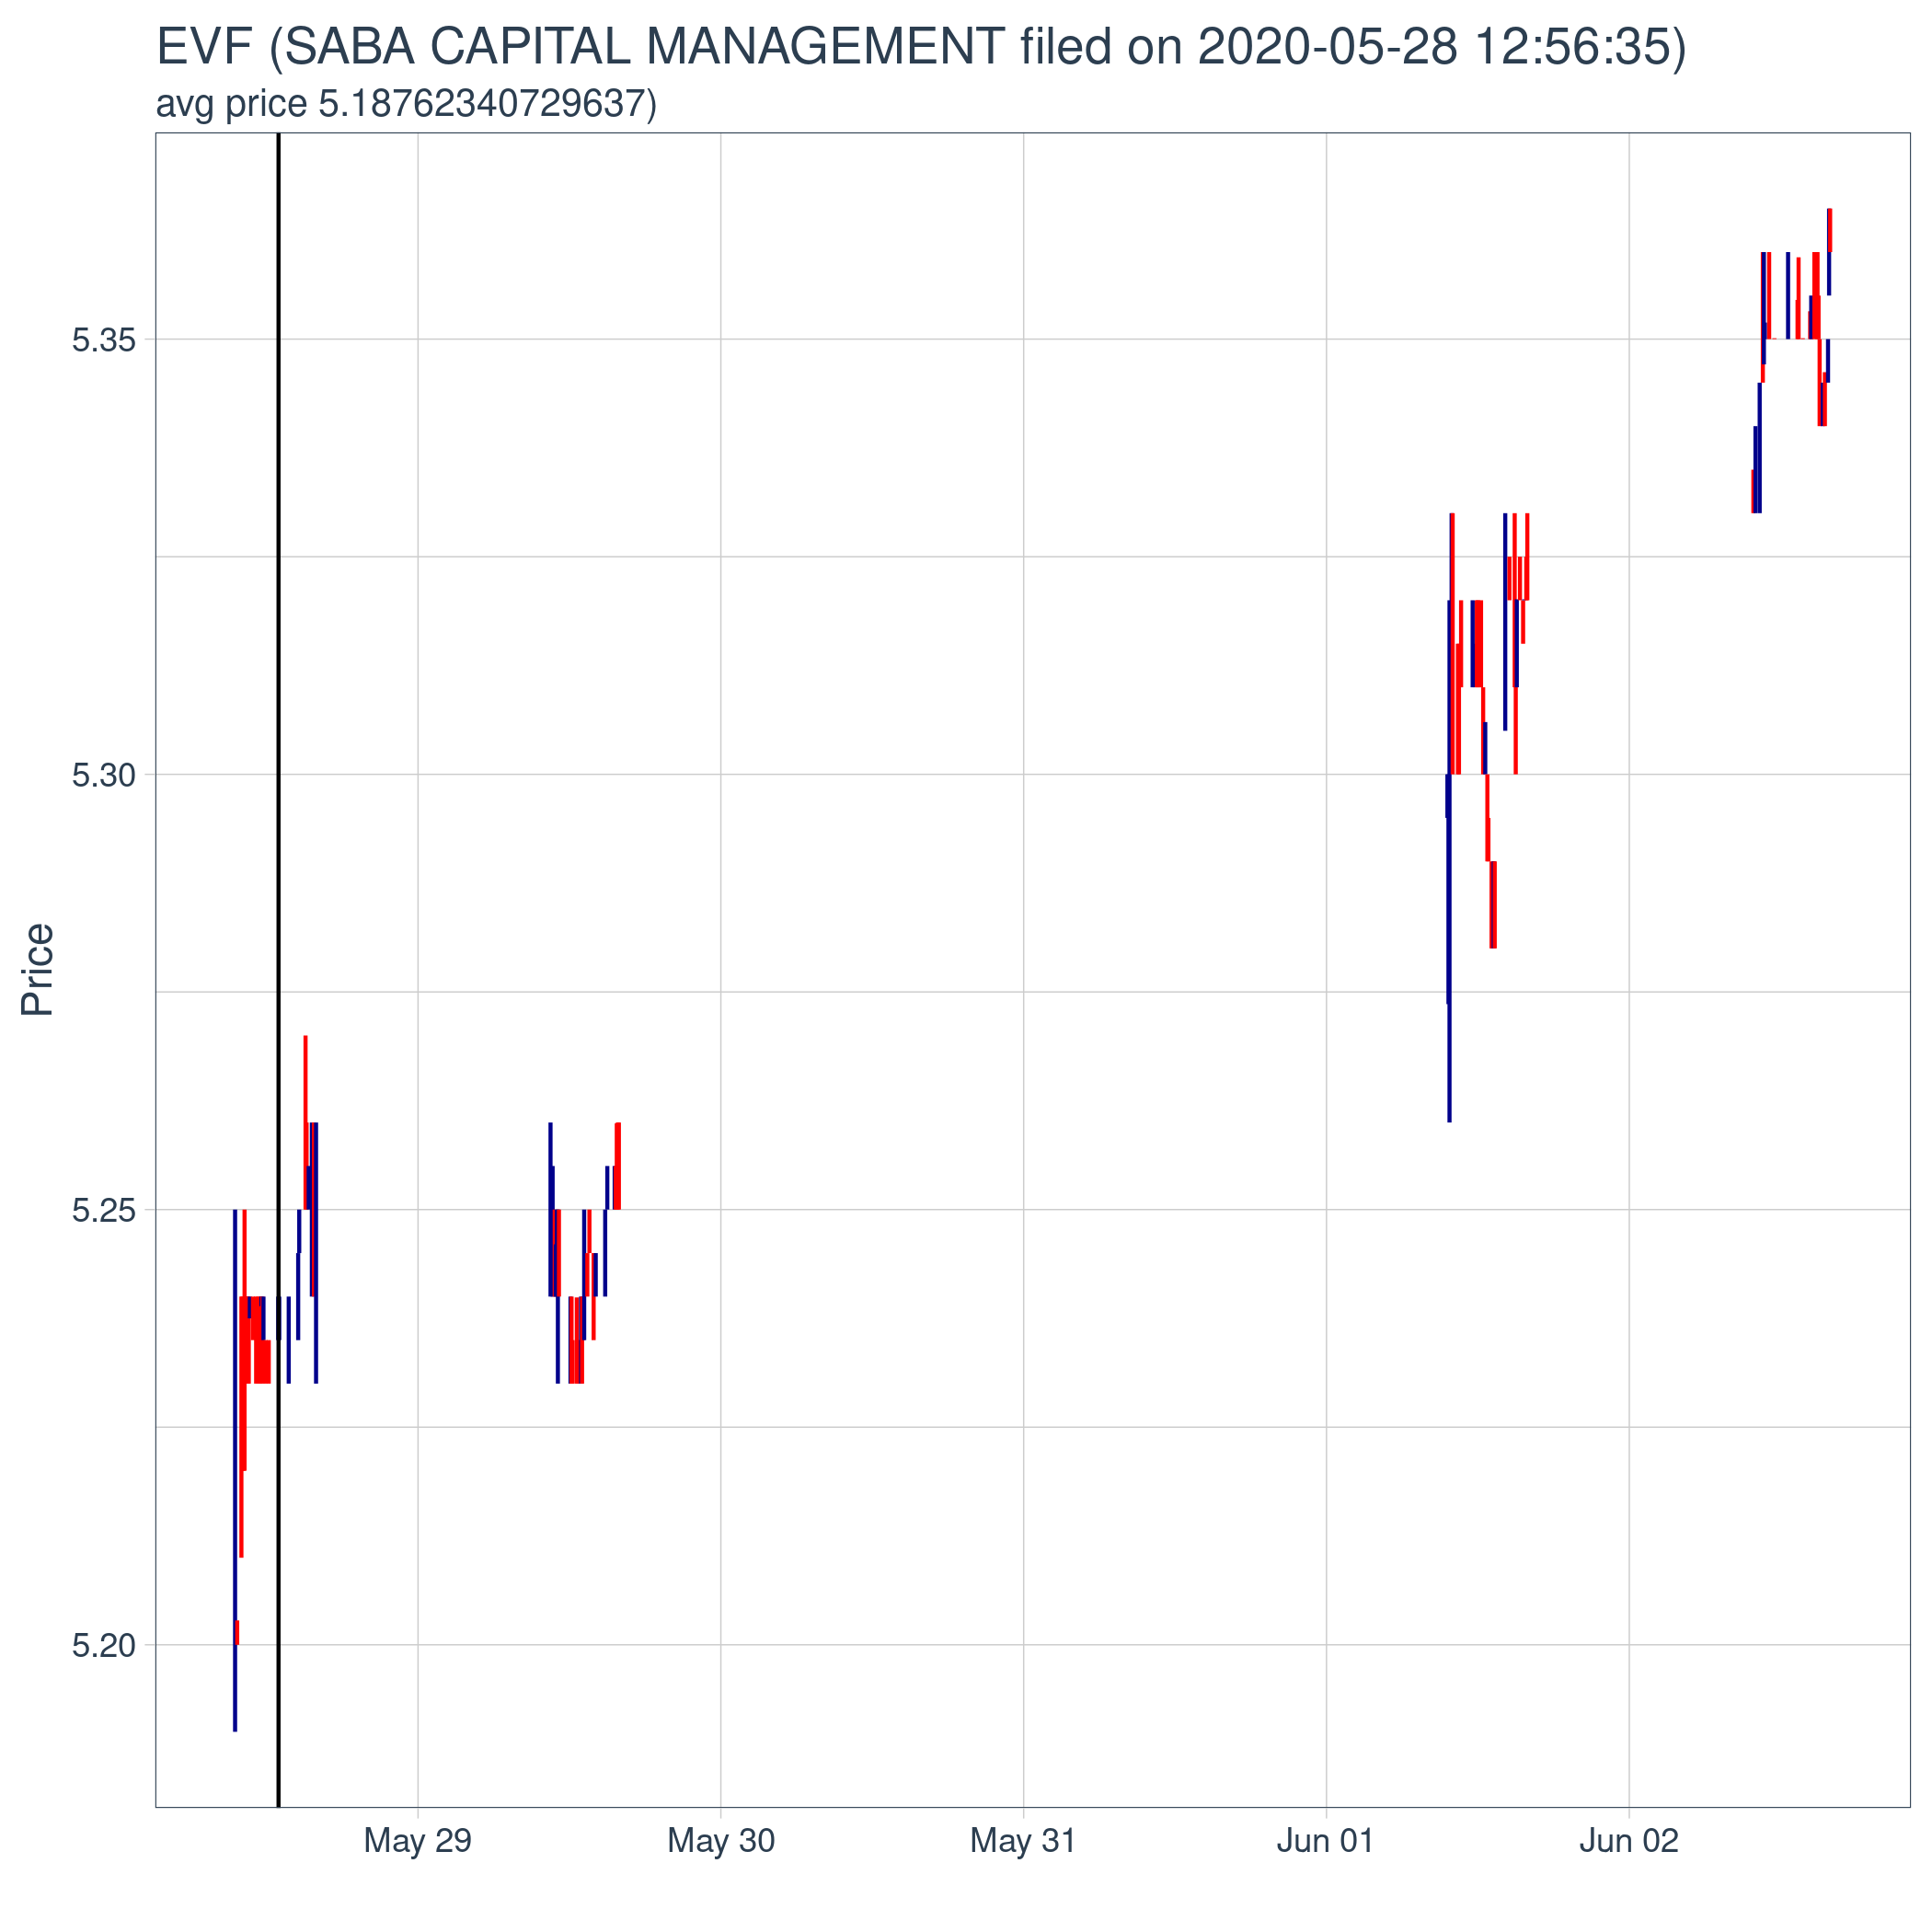 EVF (SABA CAPITAL MANAGEMENT filed on 2020-05-28 12:56:35)
avg price 5.18762340729637)
5.35
5.30
Price
5.25
5.20
May 29 May 30 May 31 Jun 01 Jun 02